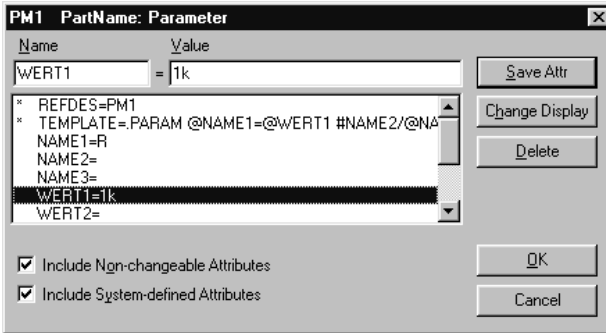 PM1 PartName: Parameter
Name Value
WERT1 = 1k
Save Attr
* REFDES=PM1
* TEMPLATE=.PARAM @NAME1=@WERT1 #NAME2/@NA
NAME1=R
NAME2=
NAME3=
WERT1=1k
WERT2=
Change Display
Delete
Include Non-changeable Attributes
Include System-defined Attributes
OK
Cancel